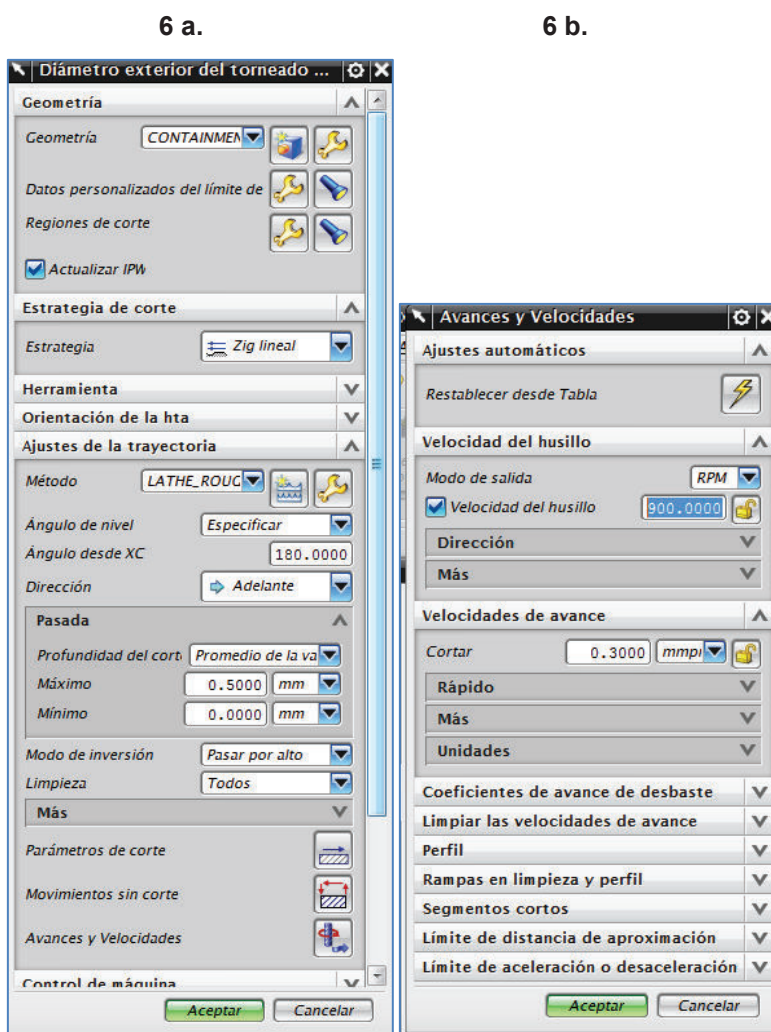 6 a.
6 b.
Diámetro exterior del torneado ...
Geometría
Geometría CONTAINMEN
Datos personalizados del límite de
Regiones de corte
Actualizar IPW
Estrategia de corte
Estrategia Zig lineal
Herramienta
Orientación de la hta
Ajustes de la trayectoria
Método LATHE_ROUG
Ángulo de nivel Especificar
Ángulo desde XC 180.0000
Dirección Adelante
Pasada
Profundidad del corte Promedio de la va
Máximo 0.5000 mm
Mínimo 0.0000 mm
Modo de inversión Pasar por alto
Limpieza Todos
Más
Parámetros de corte
Movimientos sin corte
Avances y Velocidades
Control de máquina
Aceptar Cancelar
Avances y Velocidades
Ajustes automáticos
Restablecer desde Tabla
Velocidad del husillo
Modo de salida RPM
Velocidad del husillo 900.0000
Dirección
Más
Velocidades de avance
Cortar 0.3000 mmpr
Rápido
Más
Unidades
Coeficientes de avance de desbaste
Limpiar las velocidades de avance
Perfil
Rampas en limpieza y perfil
Segmentos cortos
Límite de distancia de aproximación
Límite de aceleración o desaceleración
Aceptar Cancelar